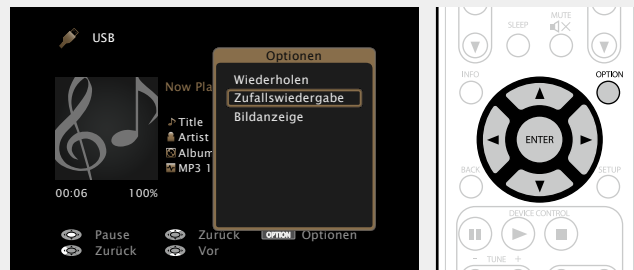 USB
Optionen
Wiederholen
Zufallswiedergabe
Bildanzeige
Now Pla
Title
Artist
Album
MP3 1
00:06 100%
Pause Zurück OPTION Optionen
Zurück Vor
SLEEP MUTE
INFO OPTION
ENTER
BACK SETUP
DEVICE CONTROL
- TUNE +